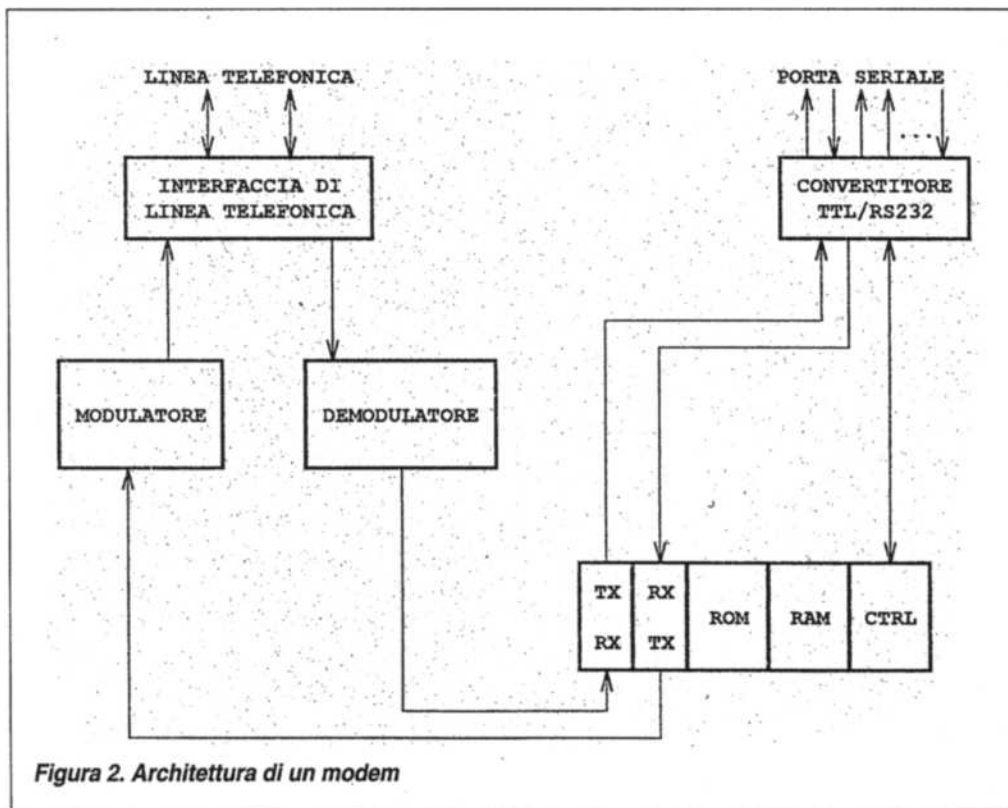 LINEA TELEFONICA
PORTA SERIALE
....
INTERFACCIA DI
LINEA TELEFONICA
CONVERTITORE
TTL/RS232
MODULATORE
DEMODULATORE
TX
RX
RX
TX
ROM
RAM
CTRL
Figura 2. Architettura di un modem